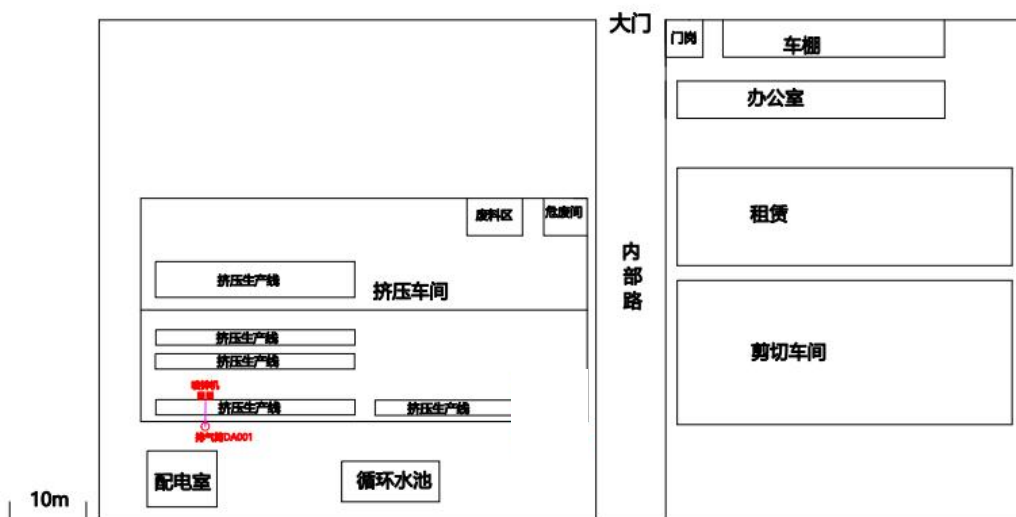 大门
门岗
车棚
办公室
废料区
危废间
租赁
内部路
挤压生产线
挤压车间
挤压生产线
挤压生产线
剪切车间
挤压生产线
挤压生产线
排气筒DA001
配电室
循环水池
10m